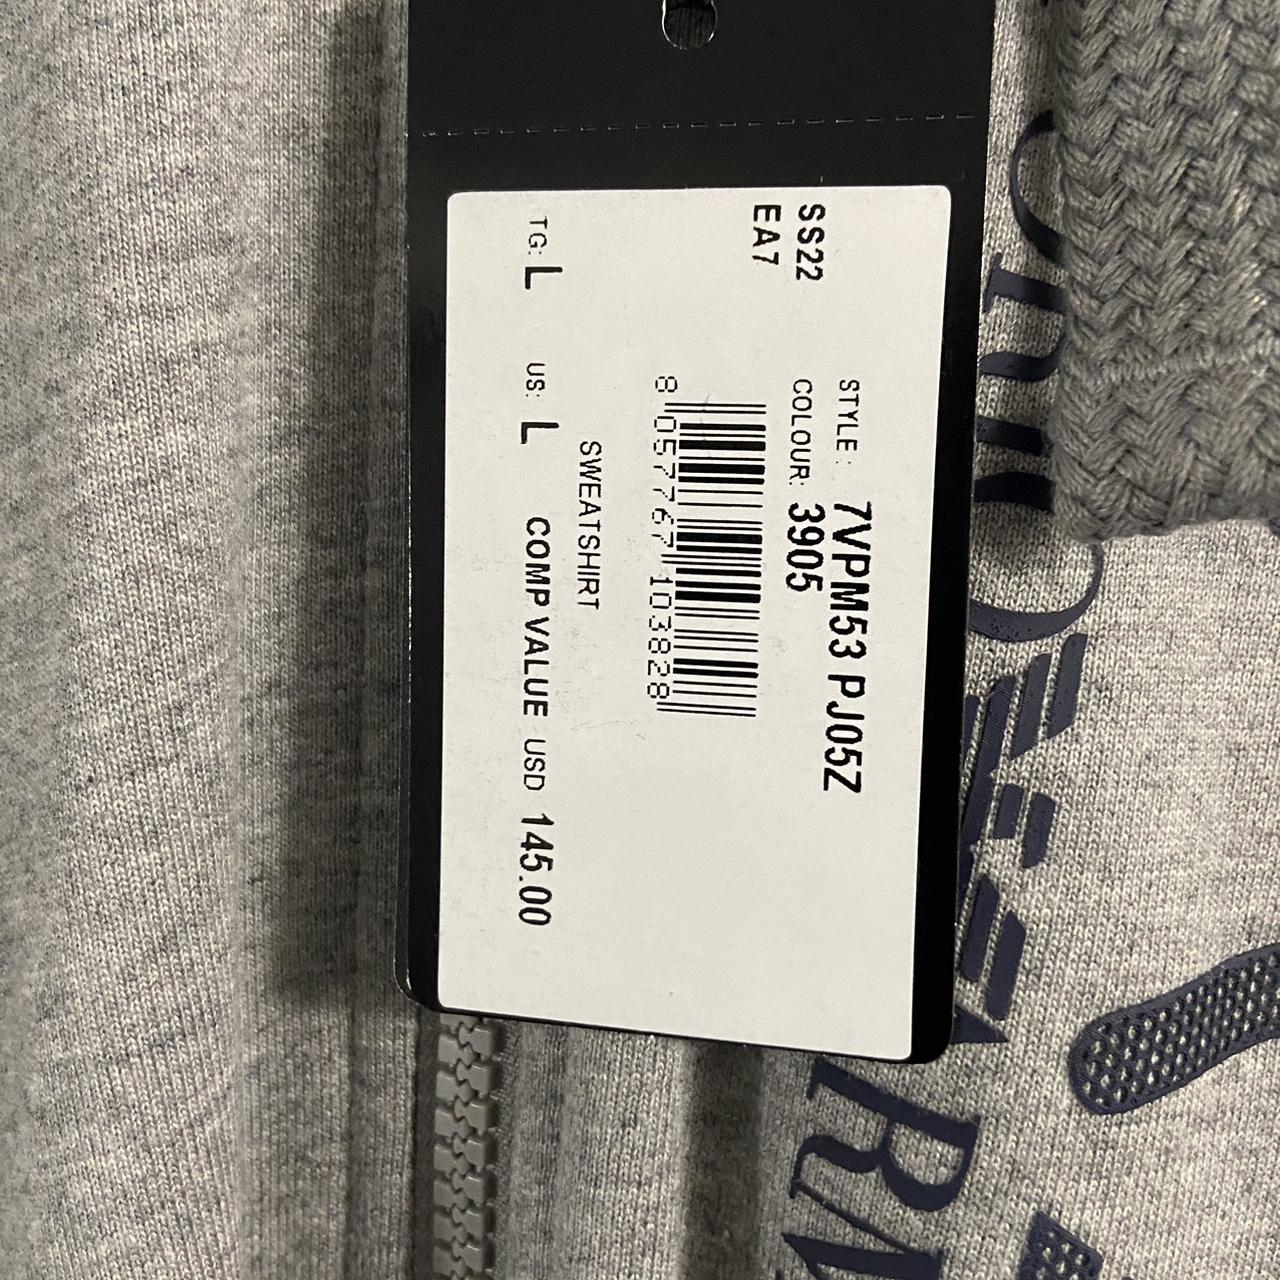 SS22
EA7
STYLE : 7VPM53 PJ05Z
COLOUR: 3905
8 057767 103828
SWEATSHIRT
TG: L US: L COMP VALUE USD 145.00